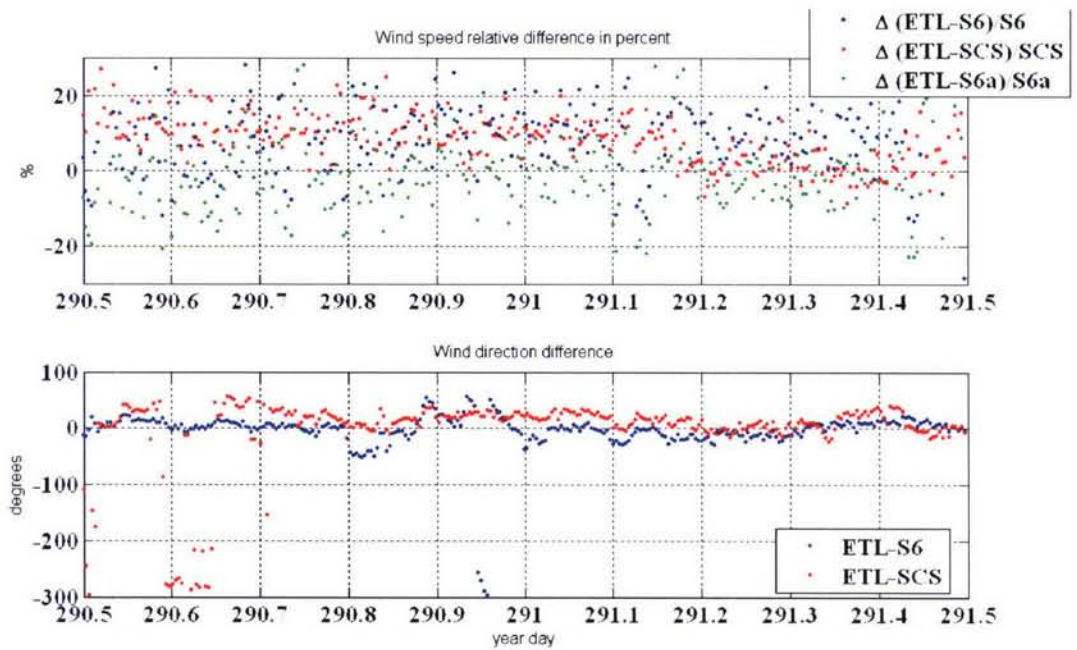 Δ (ETL-S6) S6
Δ (ETL-SCS) SCS
Δ (ETL-S6a) S6a
Wind speed relative difference in percent
20
0
-20
%
290.5 290.6 290.7 290.8 290.9 291 291.1 291.2 291.3 291.4 291.5
Wind direction difference
100
0
-100
-200
-300
degrees
ETL-S6
ETL-SCS
290.5 290.6 290.7 290.8 290.9 291 291.1 291.2 291.3 291.4 291.5
year day